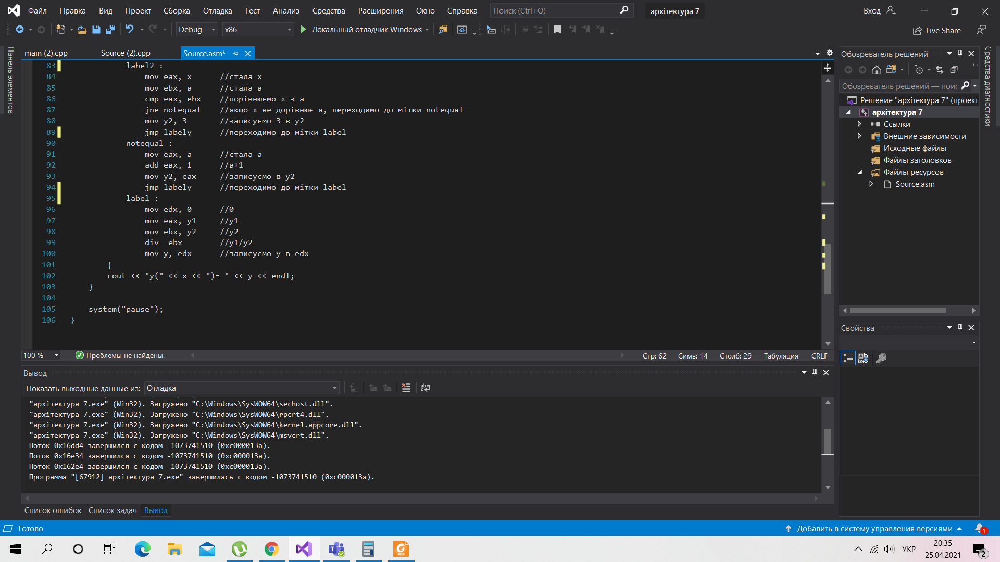 Файл Правка Вид Проект Сборка Отладка Тест Анализ Средства Расширения Окно Справка Поиск (Ctrl+Q) архітектура 7 Вход
Debug x86 Локальный отладчик Windows Live Share
Панель элементов
main (2).cpp Source (2).cpp Source.asm*
83 label2 :
84 mov eax, x //стала x
85 mov ebx, a //стала a
86 cmp eax, ebx //порівнюємо x з a
87 jne notequal //якщо x не дорівнює a, переходимо до мітки notequal
88 mov y2, 3 //записуємо 3 в y2
89 jmp labely //переходимо до мітки label
90 notequal :
91 mov eax, a //стала a
92 add eax, 1 //a+1
93 mov y2, eax //записуємо в y2
94 jmp labely //переходимо до мітки label
95 label :
96 mov edx, 0 //0
97 mov eax, y1 //y1
98 mov ebx, y2 //y2
99 div ebx //y1/y2
100 mov y, edx //записуємо y в edx
101 }
102 cout << "y(" << x << ")= " << y << endl;
103 }
104
105 system("pause");
106 }
100 % Проблемы не найдены. Стр: 62 Симв: 14 Столб: 29 Табуляция CRLF
Вывод
Показать выходные данные из: Отладка
"архітектура 7.exe" (Win32). Загружено "C:\Windows\SysWOW64\sechost.dll".
"архітектура 7.exe" (Win32). Загружено "C:\Windows\SysWOW64\rpcrt4.dll".
"архітектура 7.exe" (Win32). Загружено "C:\Windows\SysWOW64\kernel.appcore.dll".
"архітектура 7.exe" (Win32). Загружено "C:\Windows\SysWOW64\msvcrt.dll".
Поток 0x16dd4 завершился с кодом -1073741510 (0xc000013a).
Поток 0x16e34 завершился с кодом -1073741510 (0xc000013a).
Поток 0x162e4 завершился с кодом -1073741510 (0xc000013a).
Программа "[67912] архітектура 7.exe" завершилась с кодом -1073741510 (0xc000013a).
Список ошибок Список задач Вывод
Обозреватель решений
Обозреватель решений — поис
Решение "архітектура 7" (проект
архітектура 7
Ссылки
Внешние зависимости
Исходные файлы
Файлы заголовков
Файлы ресурсов
Source.asm
Свойства
Средства диагностики
Готово Добавить в систему управления версиями 1
УКР 20:35
25.04.2021 2